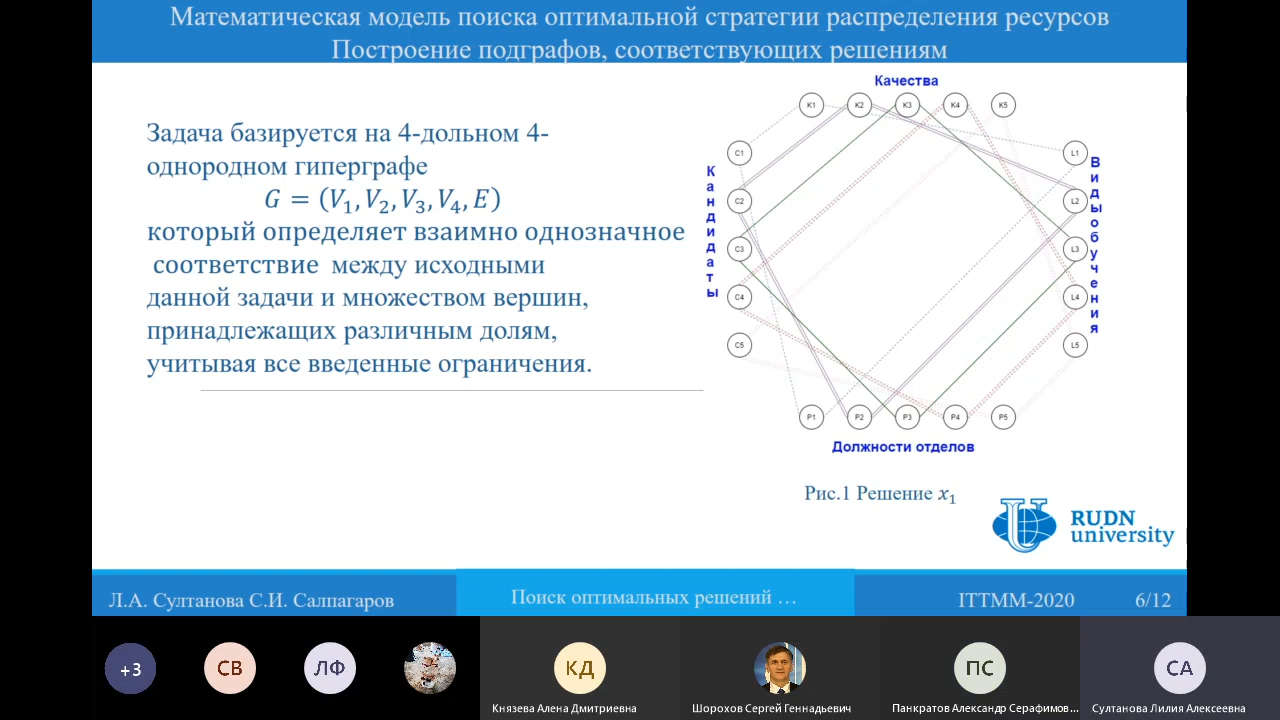 Математическая модель поиска оптимальной стратегии распределения ресурсов
Построение подграфов, соответствующих решениям
Задача базируется на 4-дольном 4-
однородном гиперграфе
G = (V₁, V₂, V₃, V₄, E)
который определяет взаимно однозначное
соответствие между исходными
данной задачи и множеством вершин,
принадлежащих различным долям,
учитывая все введенные ограничения.
Качества
K1 K2 K3 K4 K5
Кандидаты
C1
C2
C3
C4
C5
Виды обучения
L1
L2
L3
L4
L5
P1 P2 P3 P4 P5
Должности отделов
Рис.1 Решение x₁
RUDN
university
Л.А. Султанова С.И. Салпагаров
Поиск оптимальных решений …
ITTMM-2020
6/12
+3
СВ
ЛФ
КД
ПС
СА
Князева Алена Дмитриевна
Шорохов Сергей Геннадьевич
Панкратов Александр Серафимов...
Султанова Лилия Алексеевна